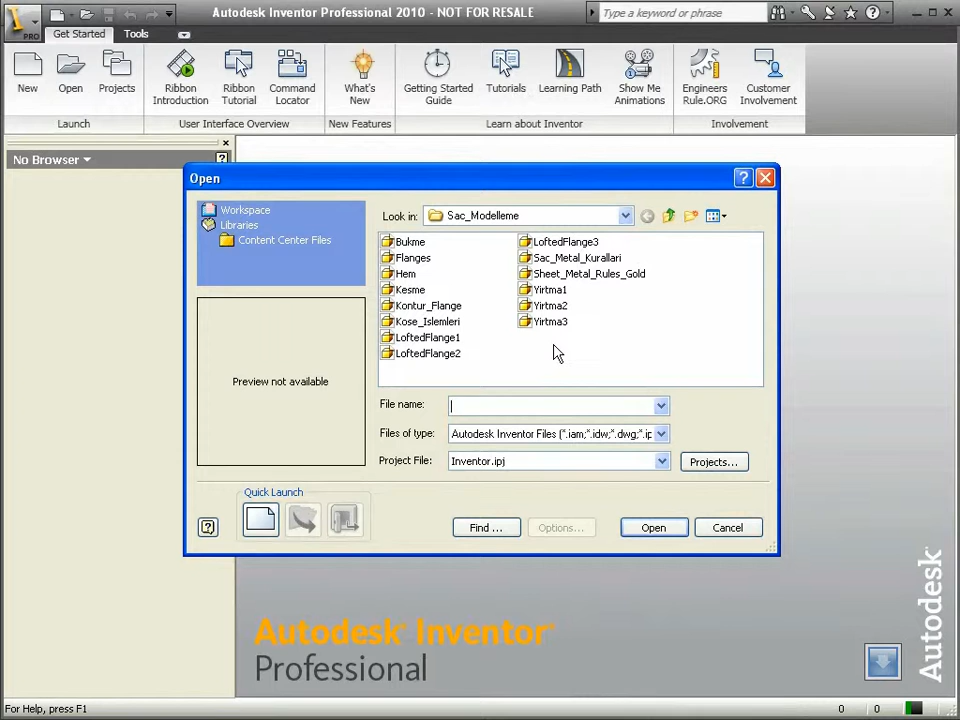 Autodesk Inventor Professional 2010 - NOT FOR RESALE
Type a keyword or phrase
PRO
Get Started
Tools
New
Open
Projects
Ribbon Introduction
Ribbon Tutorial
Command Locator
What's New
Getting Started Guide
Tutorials
Learning Path
Show Me Animations
Engineers Rule.ORG
Customer Involvement
Launch
User Interface Overview
New Features
Learn about Inventor
Involvement
No Browser
Open
Workspace
Libraries
Content Center Files
Look in:
Sac_Modelleme
Bukme
Flanges
Hem
Kesme
Kontur_Flange
Kose_Islemleri
LoftedFlange1
LoftedFlange2
LoftedFlange3
Sac_Metal_Kurallari
Sheet_Metal_Rules_Gold
Yirtma1
Yirtma2
Yirtma3
Preview not available
File name:
Files of type:
Autodesk Inventor Files (*.iam;*.idw;*.dwg;*.ip
Project File:
Inventor.ipj
Projects...
Quick Launch
Find ...
Options...
Open
Cancel
Autodesk Inventor
Professional
Autodesk
For Help, press F1
0
0